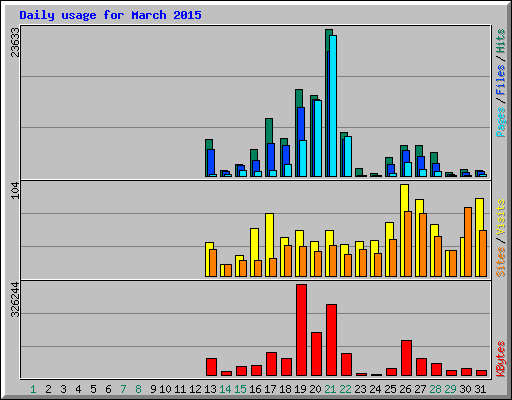 Daily usage for March 2015
23633
Pages / Files / Hits
104
Sites / Visits
326244
KBytes
1 2 3 4 5 6 7 8 9 10 11 12 13 14 15 16 17 18 19 20 21 22 23 24 25 26 27 28 29 30 31